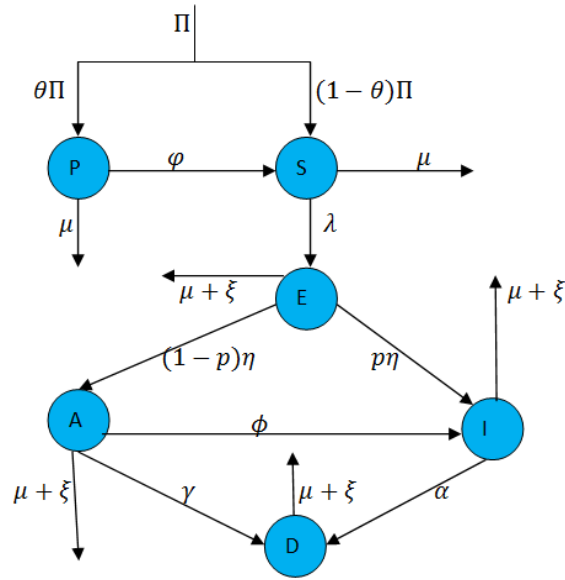 Π
θΠ (1 − θ)Π
P φ S μ
μ λ
μ + ξ E μ + ξ
(1 − p)η pη
A ϕ I
μ + ξ γ μ + ξ α
D